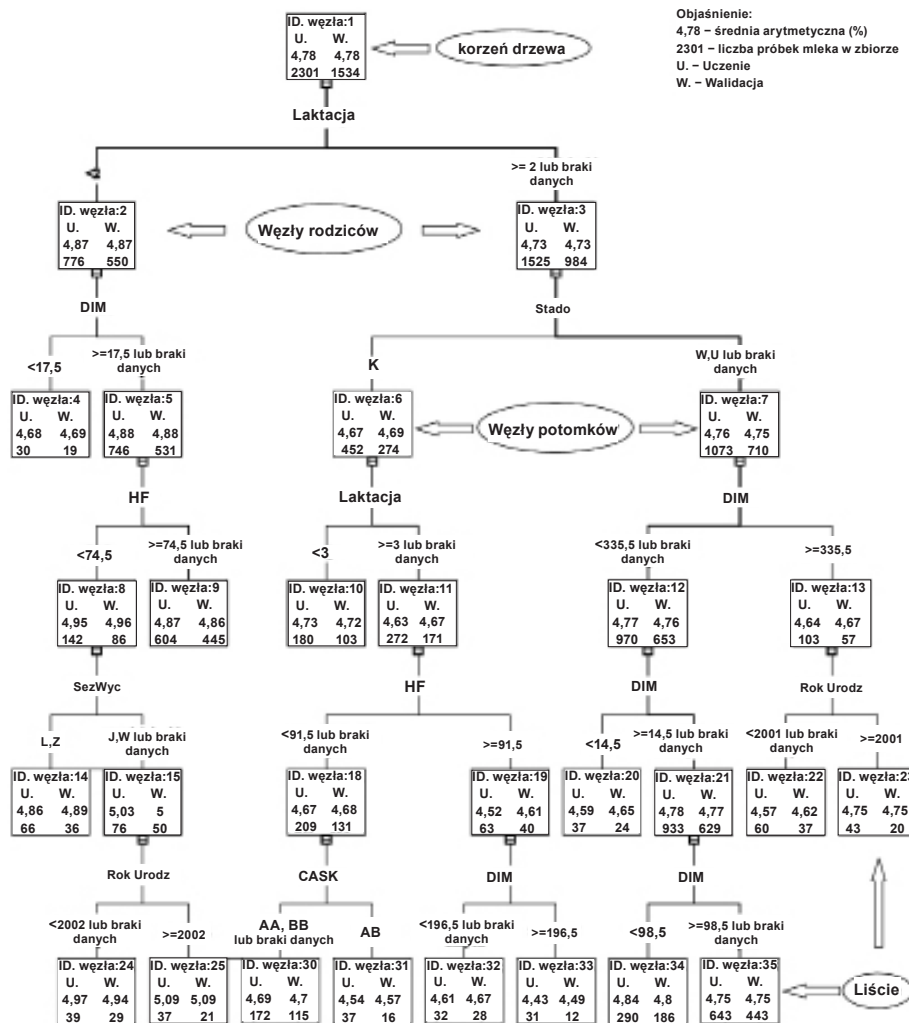 Objaśnienie:
4,78 – średnia arytmetyczna (%)
2301 – liczba próbek mleka w zbiorze
U. – Uczenie
W. – Walidacja
ID. węzła:1
U. W.
4,78 4,78
2301 1534
korzeń drzewa
Laktacja
<2
>= 2 lub braki
danych
ID. węzła:2
U. W.
4,87 4,87
776 550
Węzły rodziców
ID. węzła:3
U. W.
4,73 4,73
1525 984
DIM
Stado
<17,5
>=17,5 lub braki
danych
K
W,U lub braki
danych
ID. węzła:4
U. W.
4,68 4,69
30 19
ID. węzła:5
U. W.
4,88 4,88
746 531
ID. węzła:6
U. W.
4,67 4,69
452 274
Węzły potomków
ID. węzła:7
U. W.
4,76 4,75
1073 710
HF
Laktacja
DIM
<74,5
>=74,5 lub braki
danych
<3
>=3 lub braki
danych
<335,5 lub braki
danych
>=335,5
ID. węzła:8
U. W.
4,95 4,96
142 86
ID. węzła:9
U. W.
4,87 4,86
604 445
ID. węzła:10
U. W.
4,73 4,72
180 103
ID. węzła:11
U. W.
4,63 4,67
272 171
ID. węzła:12
U. W.
4,77 4,76
970 653
ID. węzła:13
U. W.
4,64 4,67
103 57
SezWyc
HF
DIM
Rok Urodz
L,Z
J,W lub braki
danych
<91,5 lub braki
danych
>=91,5
<14,5
>=14,5 lub braki
danych
<2001 lub braki
danych
>=2001
ID. węzła:14
U. W.
4,86 4,89
66 36
ID. węzła:15
U. W.
5,03 5
76 50
ID. węzła:18
U. W.
4,67 4,68
209 131
ID. węzła:19
U. W.
4,52 4,61
63 40
ID. węzła:20
U. W.
4,59 4,65
37 24
ID. węzła:21
U. W.
4,78 4,77
933 629
ID. węzła:22
U. W.
4,57 4,62
60 37
ID. węzła:23
U. W.
4,75 4,75
43 20
Rok Urodz
CASK
DIM
DIM
<2002 lub braki
danych
>=2002
AA, BB
lub braki danych
AB
<196,5 lub braki
danych
>=196,5
<98,5
>=98,5 lub braki
danych
ID. węzła:24
U. W.
4,97 4,94
39 29
ID. węzła:25
U. W.
5,09 5,09
37 21
ID. węzła:30
U. W.
4,69 4,7
172 115
ID. węzła:31
U. W.
4,54 4,57
37 16
ID. węzła:32
U. W.
4,61 4,67
32 28
ID. węzła:33
U. W.
4,43 4,49
31 12
ID. węzła:34
U. W.
4,84 4,8
290 186
ID. węzła:35
U. W.
4,75 4,75
643 443
Liście